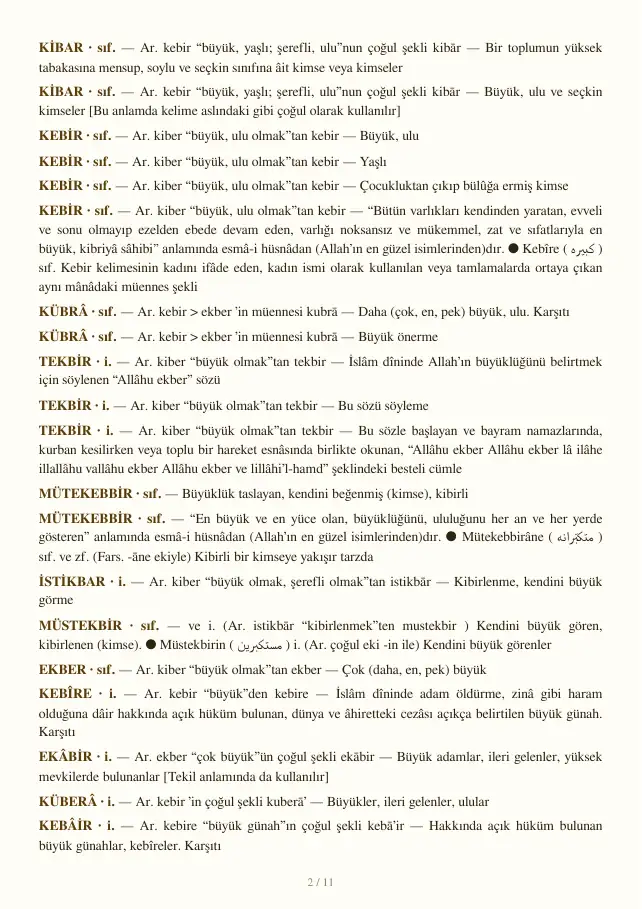 KİBAR · sıf. — Ar. kebіr “büyük, yaşlı; şerefli, ulu”nun çoğul şekli kibār — Bir toplumun yüksek
tabakasına mensup, soylu ve seçkin sınıfına âit kimse veya kimseler
KİBAR · sıf. — Ar. kebіr “büyük, yaşlı; şerefli, ulu”nun çoğul şekli kibār — Büyük, ulu ve seçkin
kimseler [Bu anlamda kelime aslındaki gibi çoğul olarak kullanılır]
KEBİR · sıf. — Ar. kiber “büyük, ulu olmak”tan kebir — Büyük, ulu
KEBİR · sıf. — Ar. kiber “büyük, ulu olmak”tan kebir — Yaşlı
KEBİR · sıf. — Ar. kiber “büyük, ulu olmak”tan kebir — Çocukluktan çıkıp bülûğa ermiş kimse
KEBİR · sıf. — Ar. kiber “büyük, ulu olmak”tan kebir — “Bütün varlıkları kendinden yaratan, evveli
ve sonu olmayıp ezelden ebede devam eden, varlığı noksansız ve mükemmel, zat ve sıfatlarıyla en
büyük, kibriyâ sâhibi” anlamında esmâ-i hüsnâdan (Allah’ın en güzel isimlerinden)dır. ● Kebîre ( كبيره )
sıf. Kebir kelimesinin kadını ifâde eden, kadın ismi olarak kullanılan veya tamlamalarda ortaya çıkan
aynı mânâdaki müennes şekli
KÜBRÂ · sıf. — Ar. kebir > ekber ’in müennesi kubrā — Daha (çok, en, pek) büyük, ulu. Karşıtı
KÜBRÂ · sıf. — Ar. kebir > ekber ’in müennesi kubrā — Büyük önerme
TEKBİR · i. — Ar. kiber “büyük olmak”tan tekbir — İslâm dîninde Allah’ın büyüklüğünü belirtmek
için söylenen “Allâhu ekber” sözü
TEKBİR · i. — Ar. kiber “büyük olmak”tan tekbir — Bu sözü söyleme
TEKBİR · i. — Ar. kiber “büyük olmak”tan tekbir — Bu sözle başlayan ve bayram namazlarında,
kurban kesilirken veya toplu bir hareket esnâsında birlikte okunan, “Allâhu ekber Allâhu ekber lâ ilâhe
illallâhu vallâhu ekber Allâhu ekber ve lillâhi’l-hamd” şeklindeki besteli cümle
MÜTEKEBBİR · sıf. — Büyüklük taslayan, kendini beğenmiş (kimse), kibirli
MÜTEKEBBİR · sıf. — “En büyük ve en yüce olan, büyüklüğünü, ululuğunu her an ve her yerde
gösteren” anlamında esmâ-i hüsnâdan (Allah’ın en güzel isimlerinden)dır. ● Mütekebbirâne ( متكبّرانه )
sıf. ve zf. (Fars. -āne ekiyle) Kibirli bir kimseye yakışır tarzda
İSTİKBAR · i. — Ar. kiber “büyük olmak, şerefli olmak”tan istikbār — Kibirlenme, kendini büyük
görme
MÜSTEKBİR · sıf. — ve i. (Ar. istikbār “kibirlenmek”ten mustekbir ) Kendini büyük gören,
kibirlenen (kimse). ● Müstekbirin ( مستكبرين ) i. (Ar. çoğul eki -in ile) Kendini büyük görenler
EKBER · sıf. — Ar. kiber “büyük olmak”tan ekber — Çok (daha, en, pek) büyük
KEBÎRE · i. — Ar. kebir “büyük”den kebire — İslâm dîninde adam öldürme, zinâ gibi haram
olduğuna dâir hakkında açık hüküm bulunan, dünya ve âhiretteki cezâsı açıkça belirtilen büyük günah.
Karşıtı
EKÂBİR · i. — Ar. ekber “çok büyük”ün çoğul şekli ekābir — Büyük adamlar, ileri gelenler, yüksek
mevkilerde bulunanlar [Tekil anlamında da kullanılır]
KÜBERÂ · i. — Ar. kebir ’in çoğul şekli kuberā’ — Büyükler, ileri gelenler, ulular
KEBÂİR · i. — Ar. kebire “büyük günah”ın çoğul şekli kebā’ir — Hakkında açık hüküm bulunan
büyük günahlar, kebîreler. Karşıtı
2 / 11